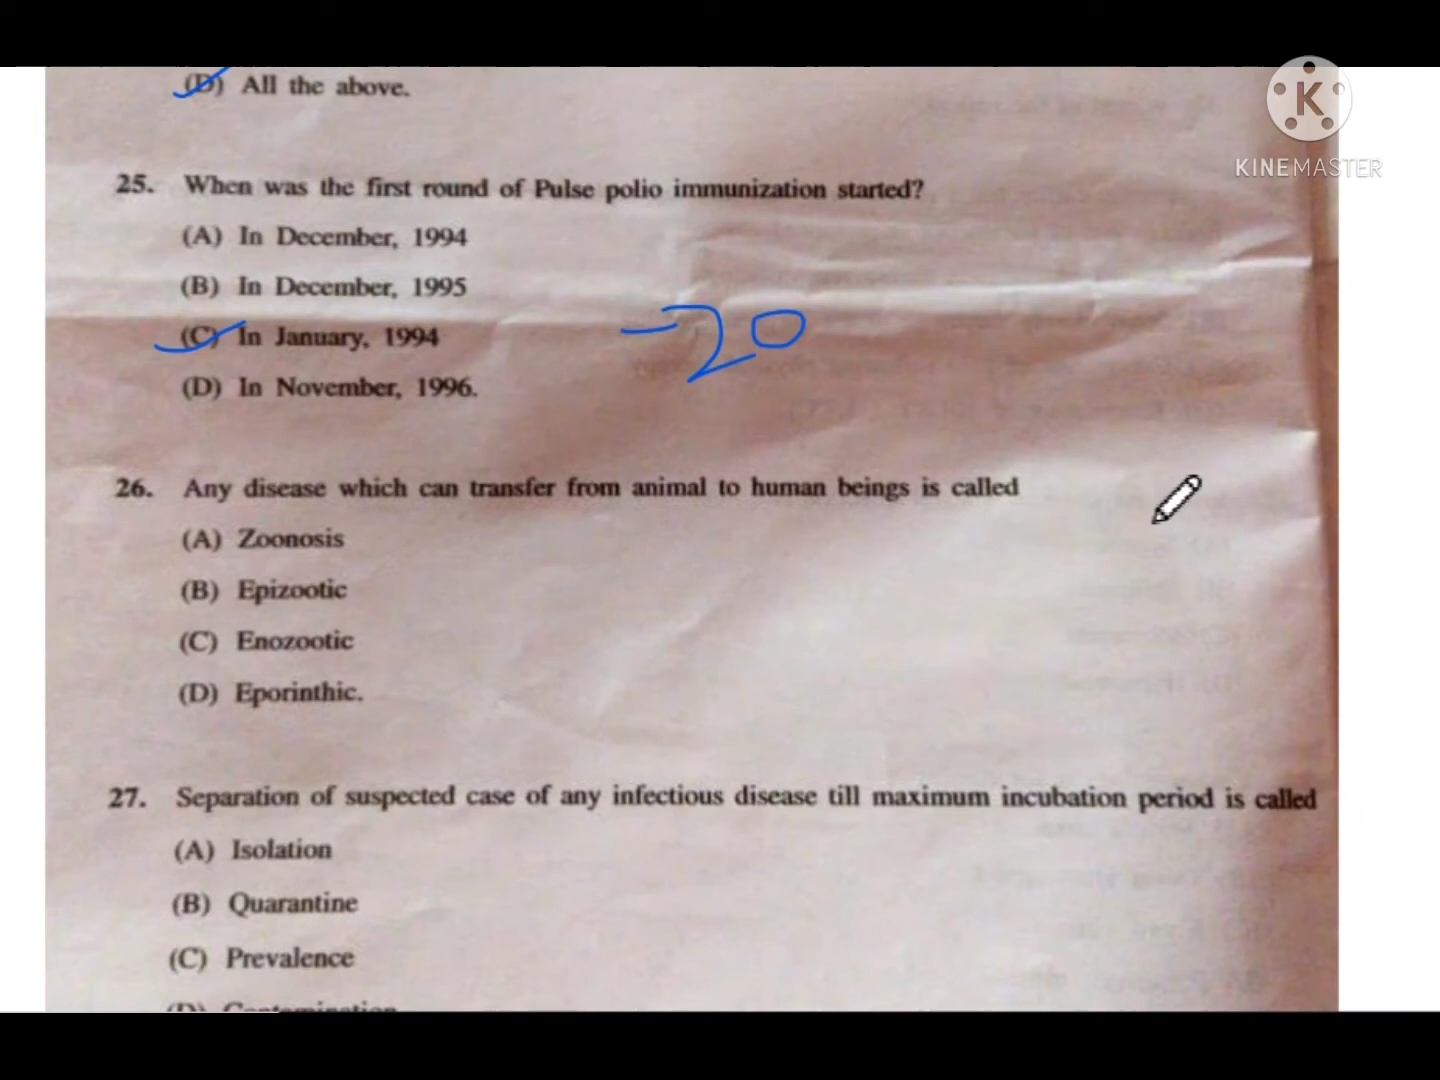 (D) All the above.
K
KINEMASTER
25. When was the first round of Pulse polio immunization started?
(A) In December, 1994
(B) In December, 1995
(C) In January, 1994
-20
(D) In November, 1996.
26. Any disease which can transfer from animal to human beings is called
(A) Zoonosis
(B) Epizootic
(C) Enozootic
(D) Eporinthic.
27. Separation of suspected case of any infectious disease till maximum incubation period is called
(A) Isolation
(B) Quarantine
(C) Prevalence
(D) Contamination